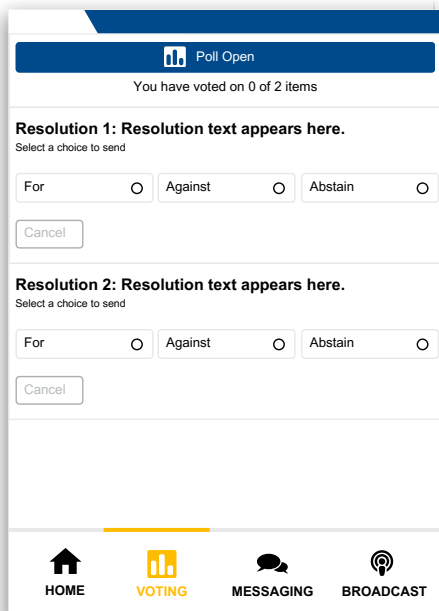 Poll Open
You have voted on 0 of 2 items
Resolution 1: Resolution text appears here.
Select a choice to send
For Against Abstain
Cancel
Resolution 2: Resolution text appears here.
Select a choice to send
For Against Abstain
Cancel
HOME VOTING MESSAGING BROADCAST